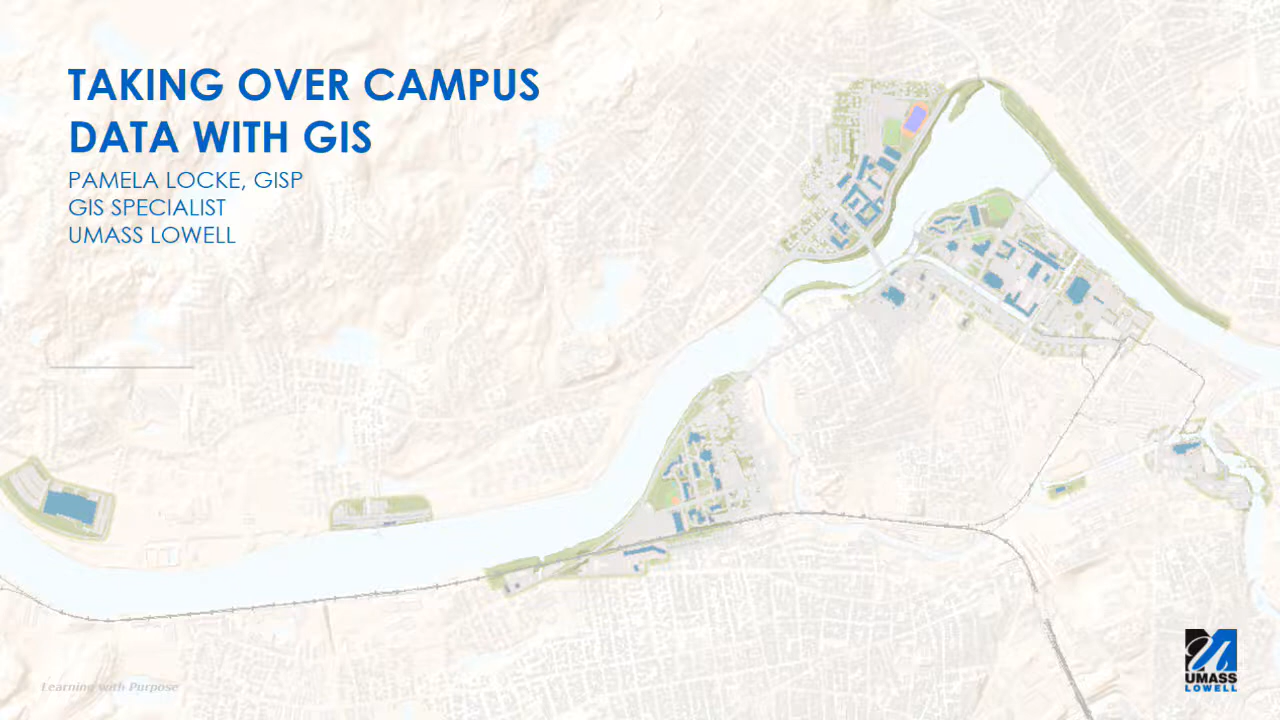 TAKING OVER CAMPUS
DATA WITH GIS
PAMELA LOCKE, GISP
GIS SPECIALIST
UMASS LOWELL
Learning with Purpose
UMASS
LOWELL